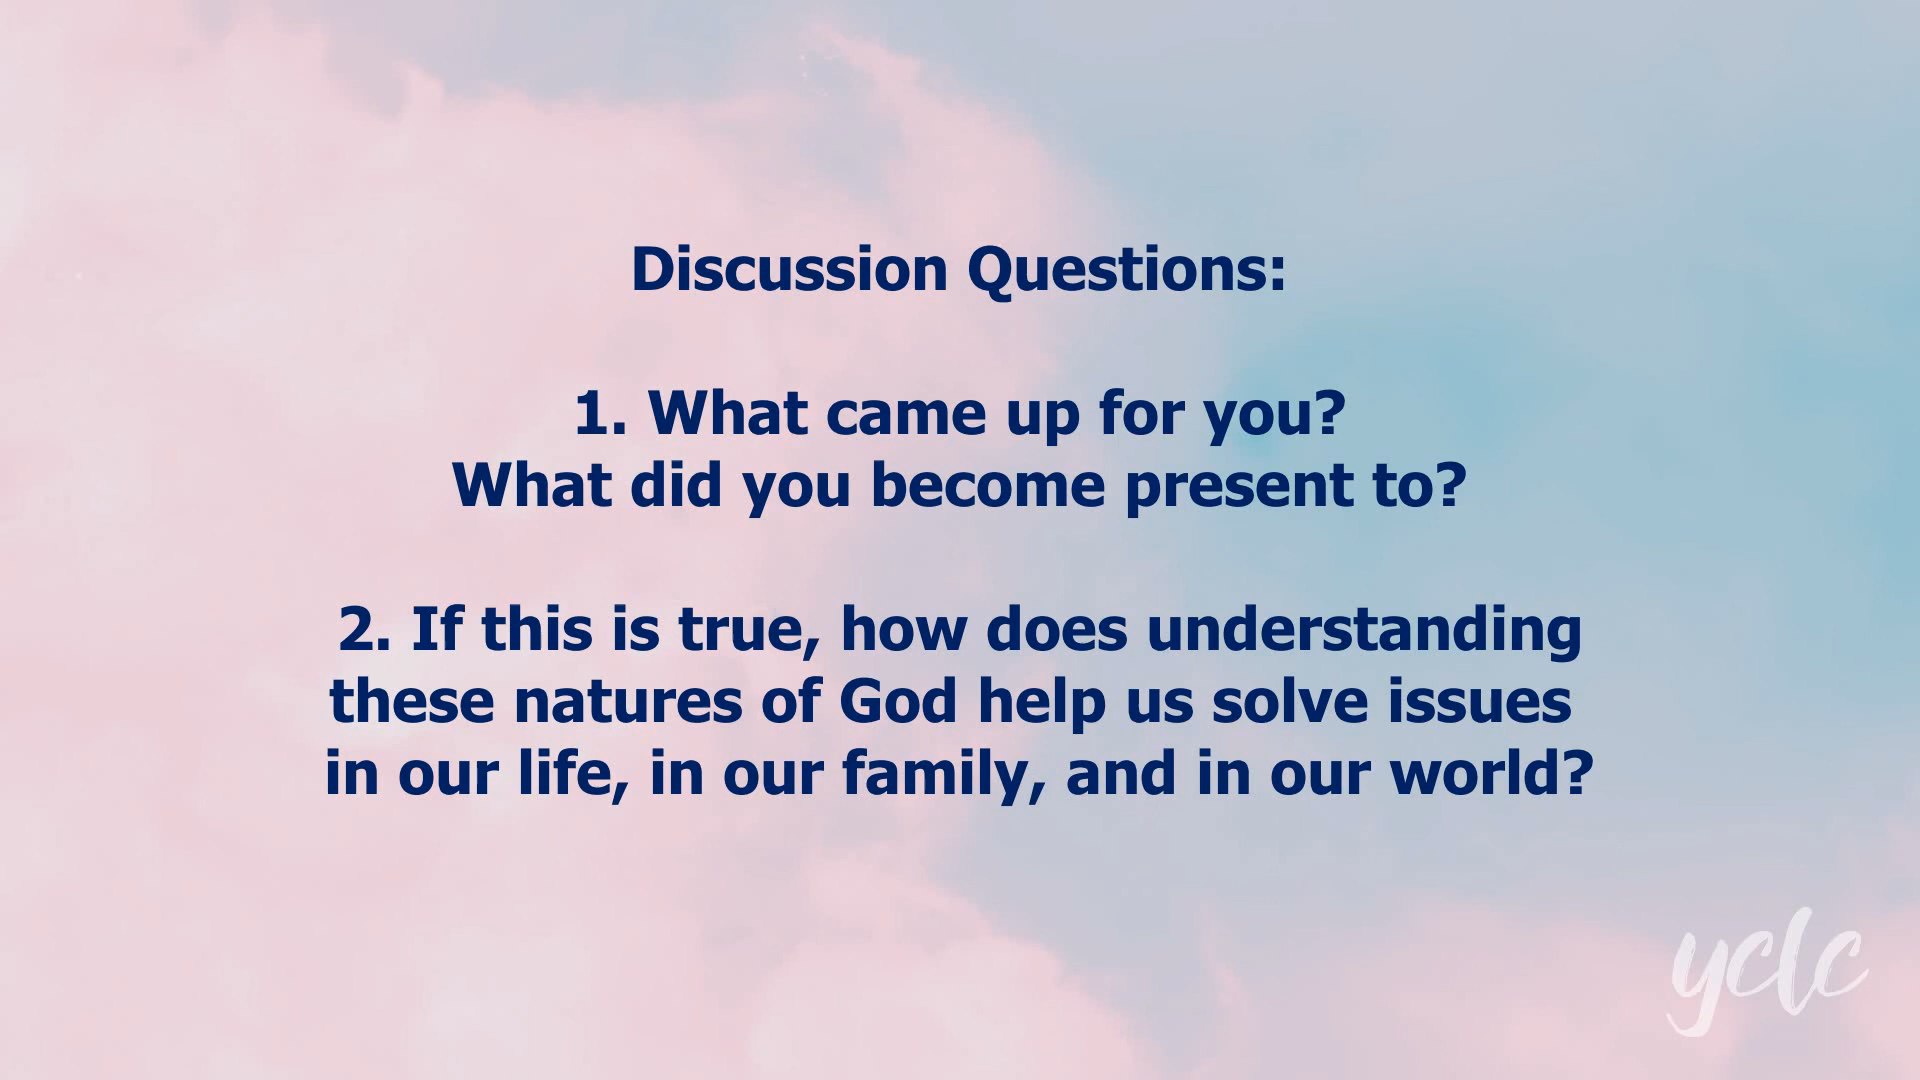 Discussion Questions:
1. What came up for you?
What did you become present to?
2. If this is true, how does understanding
these natures of God help us solve issues
in our life, in our family, and in our world?
yclc